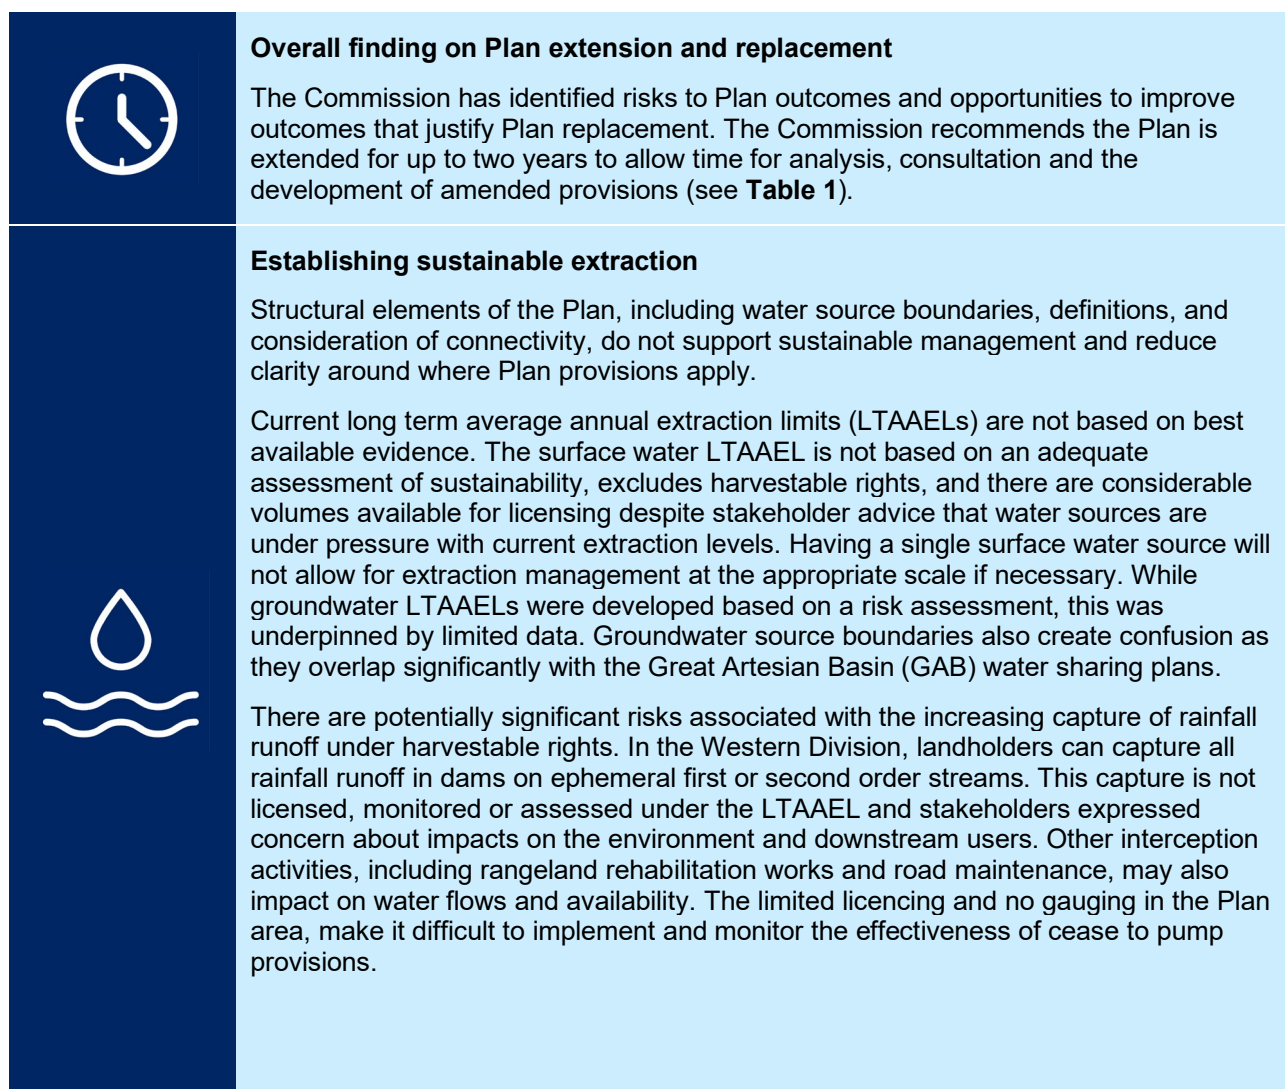 Overall finding on Plan extension and replacement
The Commission has identified risks to Plan outcomes and opportunities to improve
outcomes that justify Plan replacement. The Commission recommends the Plan is
extended for up to two years to allow time for analysis, consultation and the
development of amended provisions (see Table 1).
Establishing sustainable extraction
Structural elements of the Plan, including water source boundaries, definitions, and
consideration of connectivity, do not support sustainable management and reduce
clarity around where Plan provisions apply.
Current long term average annual extraction limits (LTAAELs) are not based on best
available evidence. The surface water LTAAEL is not based on an adequate
assessment of sustainability, excludes harvestable rights, and there are considerable
volumes available for licensing despite stakeholder advice that water sources are
under pressure with current extraction levels. Having a single surface water source will
not allow for extraction management at the appropriate scale if necessary. While
groundwater LTAAELs were developed based on a risk assessment, this was
underpinned by limited data. Groundwater source boundaries also create confusion as
they overlap significantly with the Great Artesian Basin (GAB) water sharing plans.
There are potentially significant risks associated with the increasing capture of rainfall
runoff under harvestable rights. In the Western Division, landholders can capture all
rainfall runoff in dams on ephemeral first or second order streams. This capture is not
licensed, monitored or assessed under the LTAAEL and stakeholders expressed
concern about impacts on the environment and downstream users. Other interception
activities, including rangeland rehabilitation works and road maintenance, may also
impact on water flows and availability. The limited licencing and no gauging in the Plan
area, make it difficult to implement and monitor the effectiveness of cease to pump
provisions.